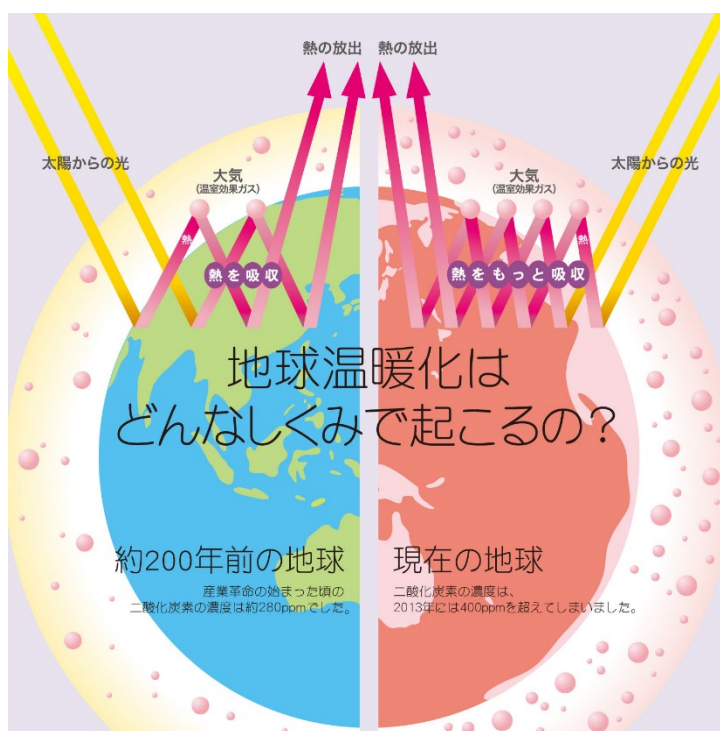 熱の放出 熱の放出
太陽からの光
大気
(温室効果ガス)
大気
(温室効果ガス)
太陽からの光
熱
熱
熱を吸収
熱をもっと吸収
地球温暖化は
どんなしくみで起こるの?
約200年前の地球
産業革命の始まった頃の
二酸化炭素の濃度は約280ppmでした。
現在の地球
二酸化炭素の濃度は、
2013年には400ppmを超えてしまいました。